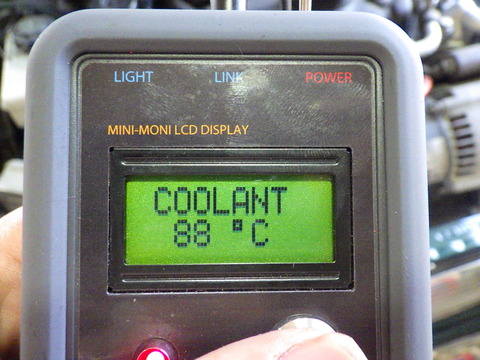 LIGHT LINK POWER
MINI-MONI LCD DISPLAY
COOLANT
88 °C